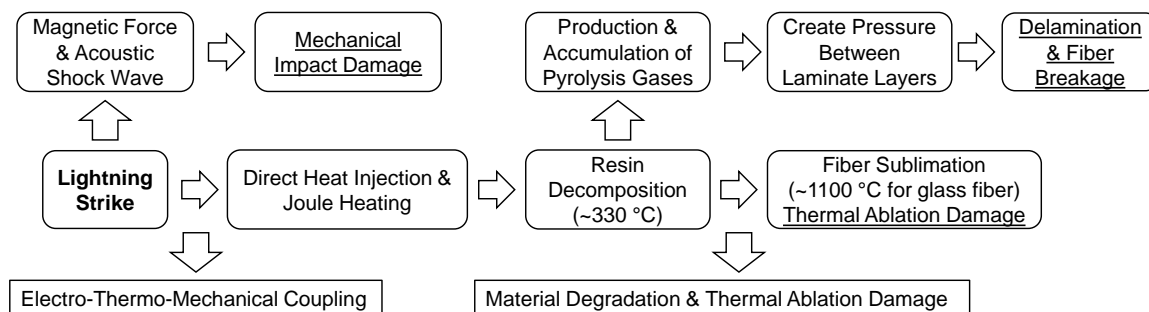 Magnetic Force
& Acoustic
Shock Wave
Mechanical
Impact Damage
Production &
Accumulation of
Pyrolysis Gases
Create Pressure
Between
Laminate Layers
Delamination
& Fiber
Breakage
Lightning
Strike
Direct Heat Injection &
Joule Heating
Resin
Decomposition
(~330 °C)
Fiber Sublimation
(~1100 °C for glass fiber)
Thermal Ablation Damage
Electro-Thermo-Mechanical Coupling
Material Degradation & Thermal Ablation Damage